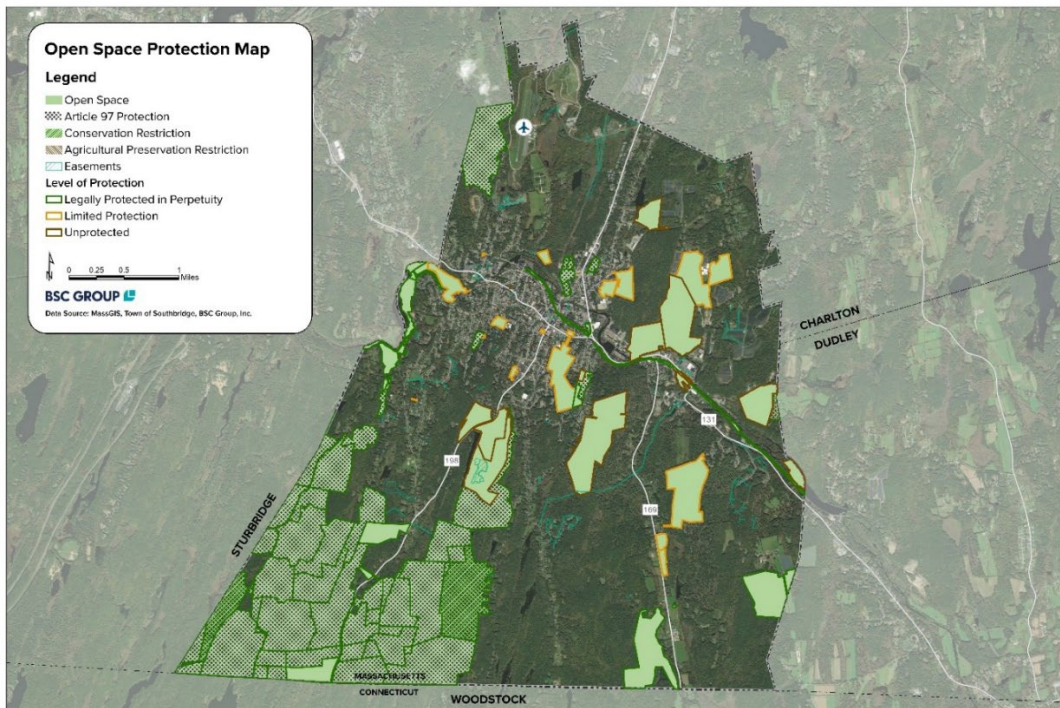 Open Space Protection Map
Legend
Open Space
Article 97 Protection
Conservation Restriction
Agricultural Preservation Restriction
Easements
Level of Protection
Legally Protected in Perpetuity
Limited Protection
Unprotected
N
0 0.25 0.5 1
Miles
BSC GROUP
Data Source: MassGIS, Town of Southbridge, BSC Group, Inc.
CHARLTON
DUDLEY
131
198
169
STURBRIDGE
MASSACHUSETTS
CONNECTICUT
WOODSTOCK